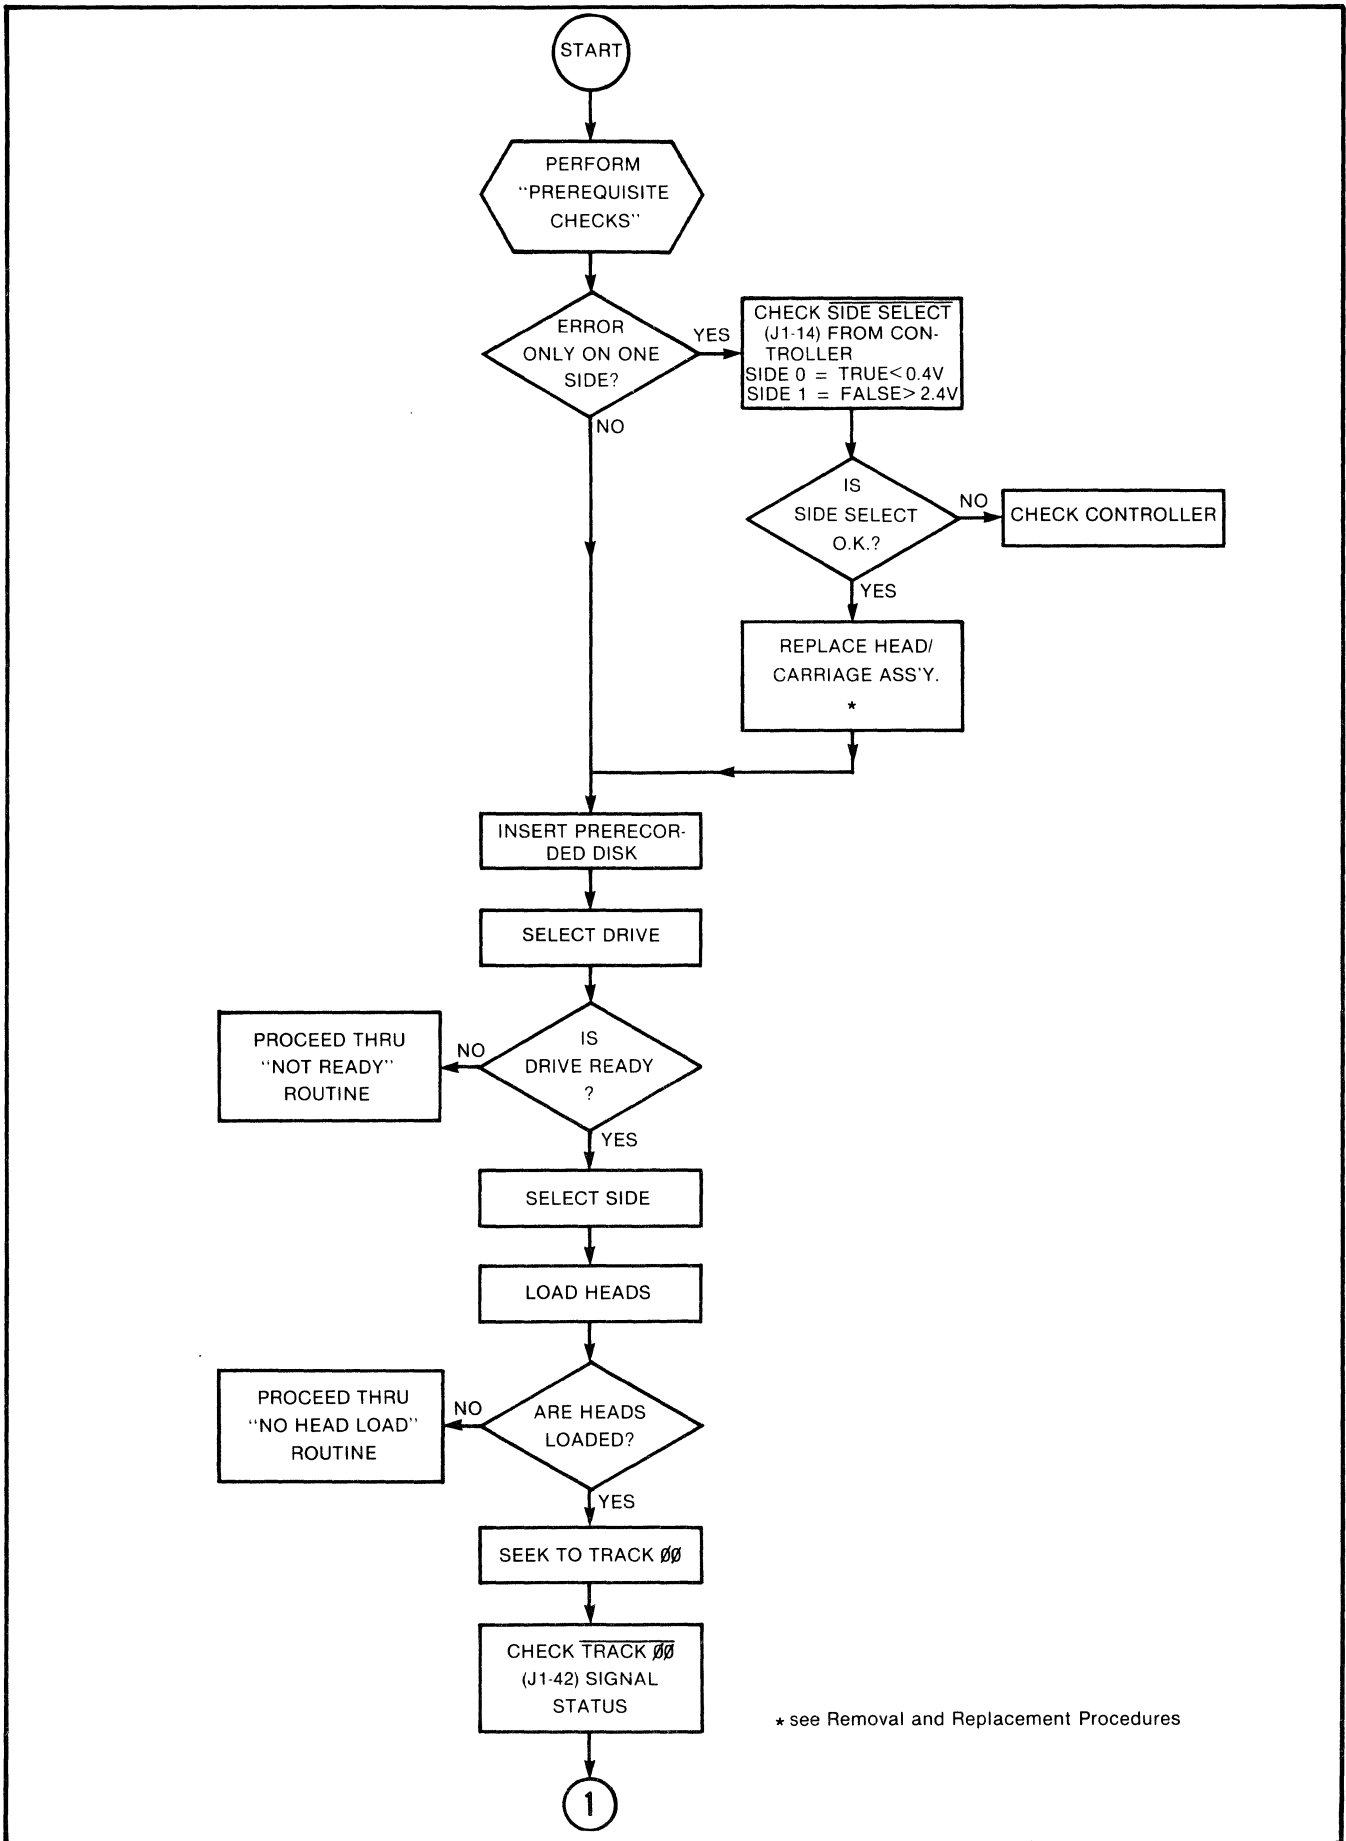 START
PERFORM
“PREREQUISITE
CHECKS”
ERROR
ONLY ON ONE
SIDE?
YES
CHECK SIDE SELECT
(J1-14) FROM CON-
TROLLER
SIDE 0 = TRUE<0.4V
SIDE 1 = FALSE>2.4V
NO
IS
SIDE SELECT
O.K.?
NO
CHECK CONTROLLER
YES
REPLACE HEAD/
CARRIAGE ASS'Y.
*
INSERT PRERECOR-
DED DISK
SELECT DRIVE
IS
DRIVE READY
?
NO
PROCEED THRU
“NOT READY”
ROUTINE
YES
SELECT SIDE
LOAD HEADS
ARE HEADS
LOADED?
NO
PROCEED THRU
“NO HEAD LOAD”
ROUTINE
YES
SEEK TO TRACK ØØ
CHECK TRACK ØØ
(J1-42) SIGNAL
STATUS
* see Removal and Replacement Procedures
1